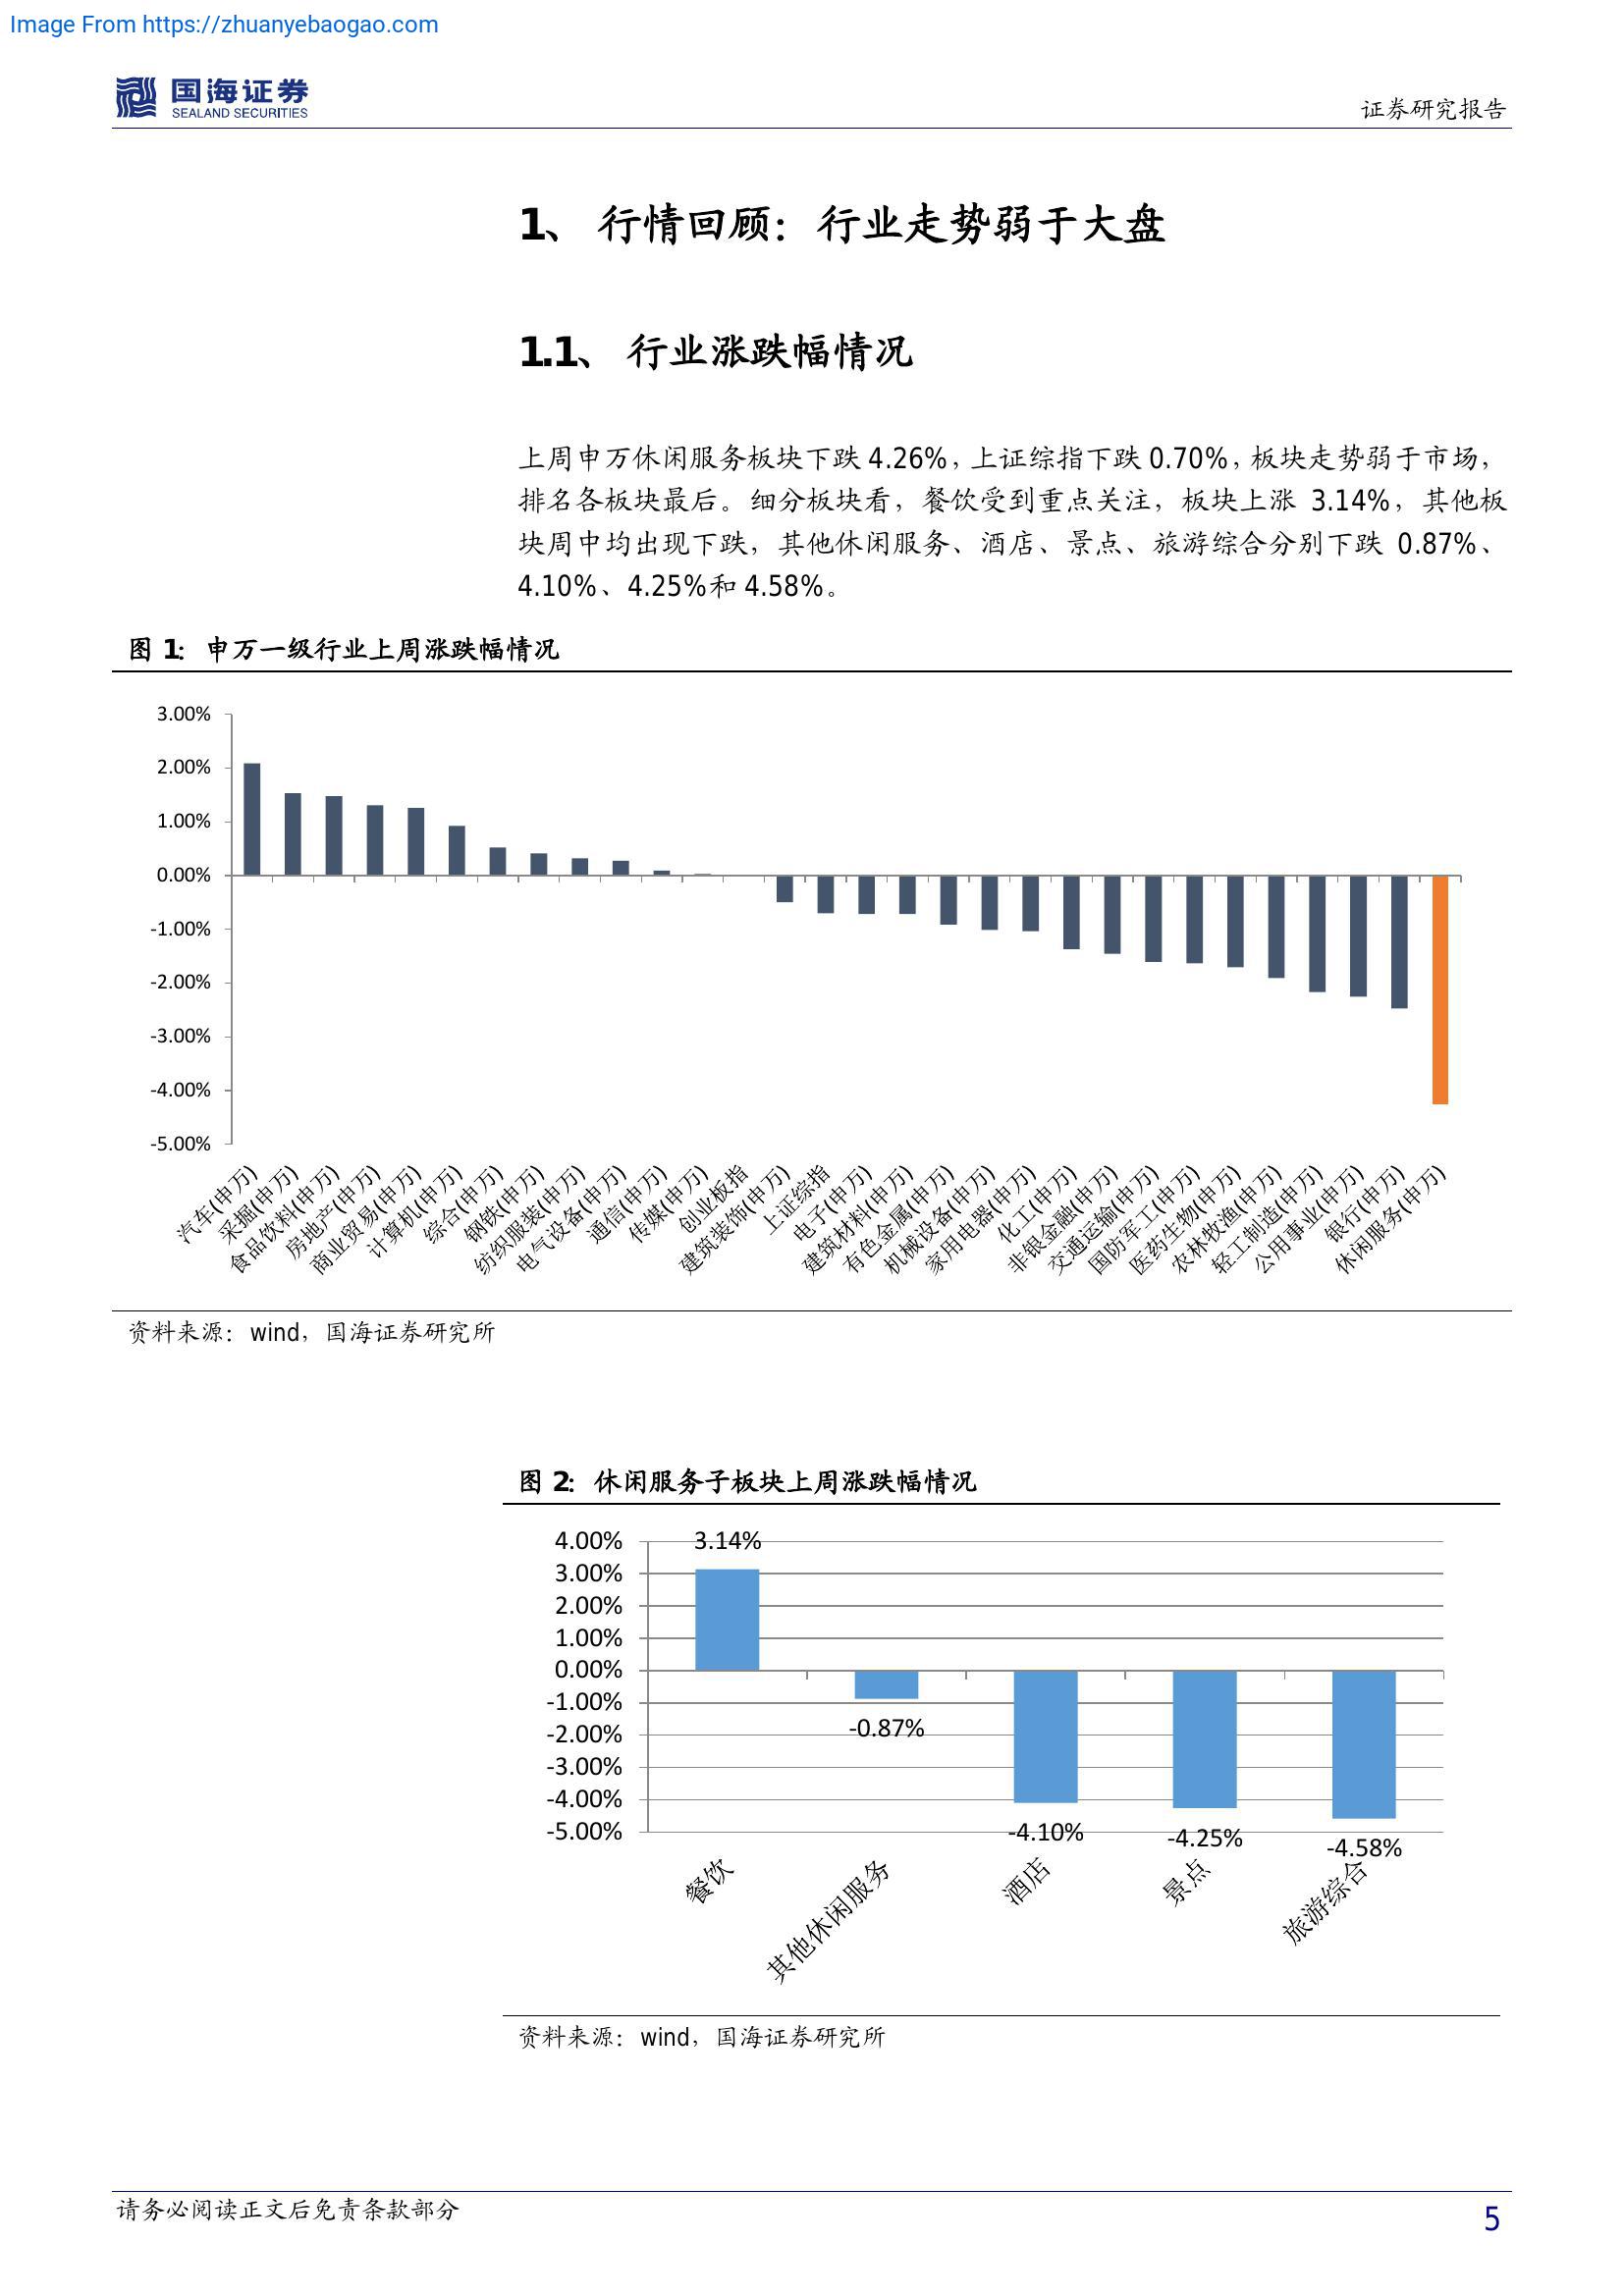 Image From https://zhuanyebaogao.com
国海证券
SEALAND SECURITIES
证券研究报告
1、 行情回顾：行业走势弱于大盘
1.1、 行业涨跌幅情况
上周申万休闲服务板块下跌 4.26%，上证综指下跌 0.70%，板块走势弱于市场，
排名各板块最后。细分板块看，餐饮受到重点关注，板块上涨 3.14%，其他板
块周中均出现下跌，其他休闲服务、酒店、景点、旅游综合分别下跌 0.87%、
4.10%、4.25%和 4.58%。
图 1：申万一级行业上周涨跌幅情况
3.00%
2.00%
1.00%
0.00%
-1.00%
-2.00%
-3.00%
-4.00%
-5.00%
汽车(申万)
采掘(申万)
食品饮料(申万)
房地产(申万)
商业贸易(申万)
计算机(申万)
综合(申万)
钢铁(申万)
纺织服装(申万)
电气设备(申万)
通信(申万)
传媒(申万)
创业板指
建筑装饰(申万)
上证综指
电子(申万)
建筑材料(申万)
有色金属(申万)
机械设备(申万)
家用电器(申万)
化工(申万)
非银金融(申万)
交通运输(申万)
国防军工(申万)
医药生物(申万)
农林牧渔(申万)
轻工制造(申万)
公用事业(申万)
银行(申万)
休闲服务(申万)
资料来源：wind，国海证券研究所
图 2：休闲服务子板块上周涨跌幅情况
4.00%
3.00%
2.00%
1.00%
0.00%
-1.00%
-2.00%
-3.00%
-4.00%
-5.00%
3.14%
-0.87%
-4.10%
-4.25%
-4.58%
餐饮
其他休闲服务
酒店
景点
旅游综合
资料来源：wind，国海证券研究所
请务必阅读正文后免责条款部分
5